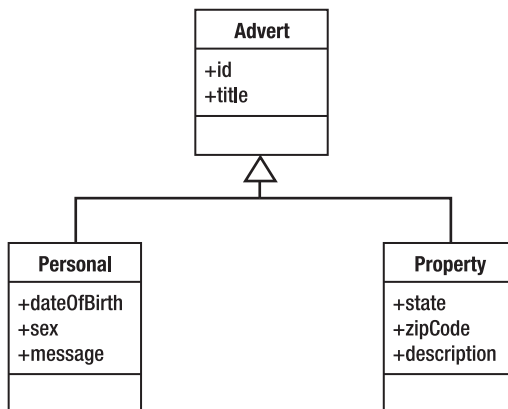 Advert
+id
+title
Personal
+dateOfBirth
+sex
+message
Property
+state
+zipCode
+description